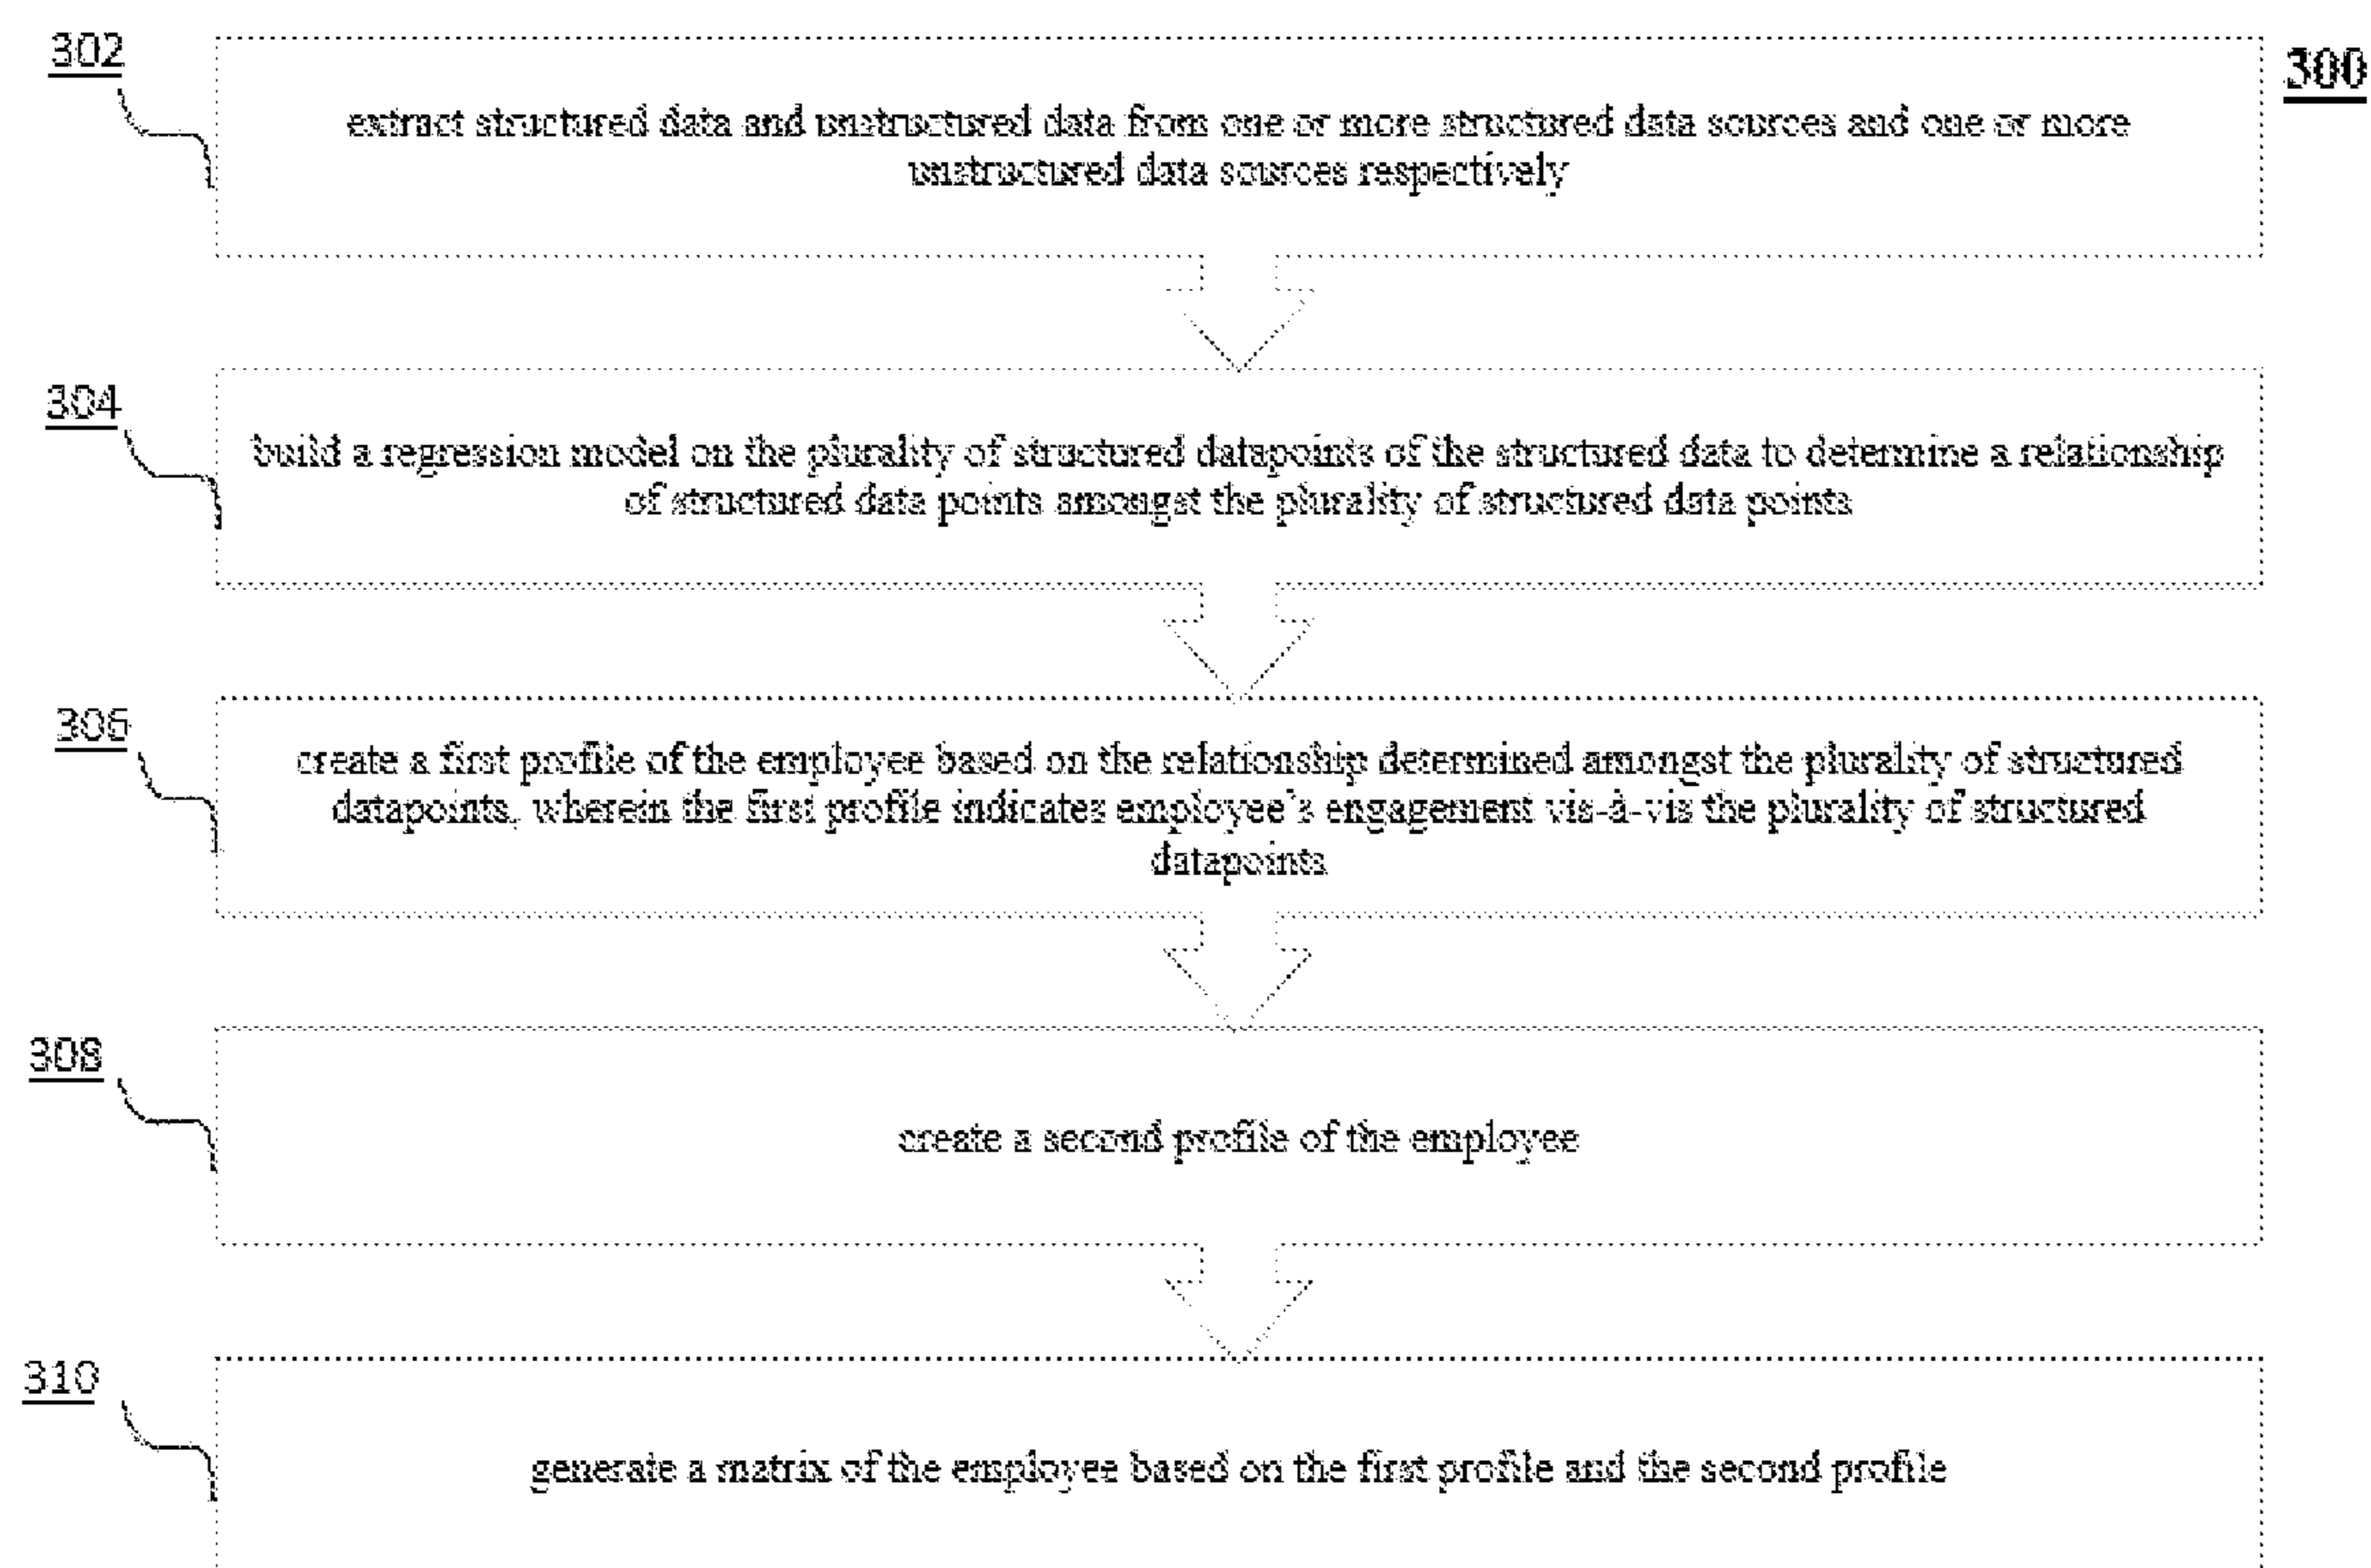 302
300
extract structured data and unstructured data from one or more structured data sources and one or more
unstructured data sources respectively
304
build a regression model on the plurality of structured datapoints of the structured data to determine a relationship
of structured data points amongst the plurality of structured data points
306
create a first profile of the employee based on the relationship determined amongst the plurality of structured
datapoints, wherein the first profile indicates employee's engagement vis-à-vis the plurality of structured
datapoints
308
create a second profile of the employee
310
generate a matrix of the employee based on the first profile and the second profile